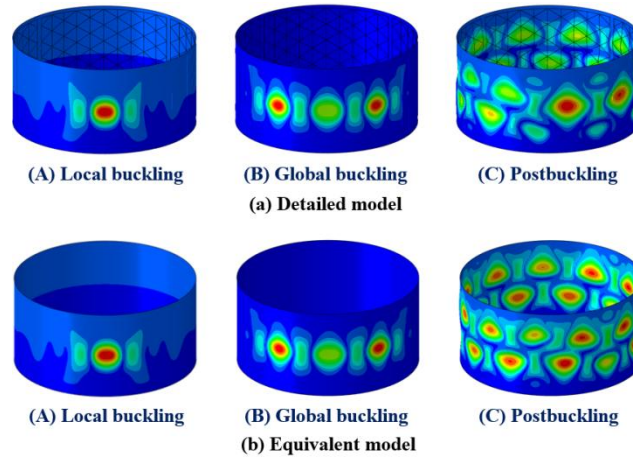 (A) Local buckling
(B) Global buckling
(C) Postbuckling
(a) Detailed model
(A) Local buckling
(B) Global buckling
(C) Postbuckling
(b) Equivalent model